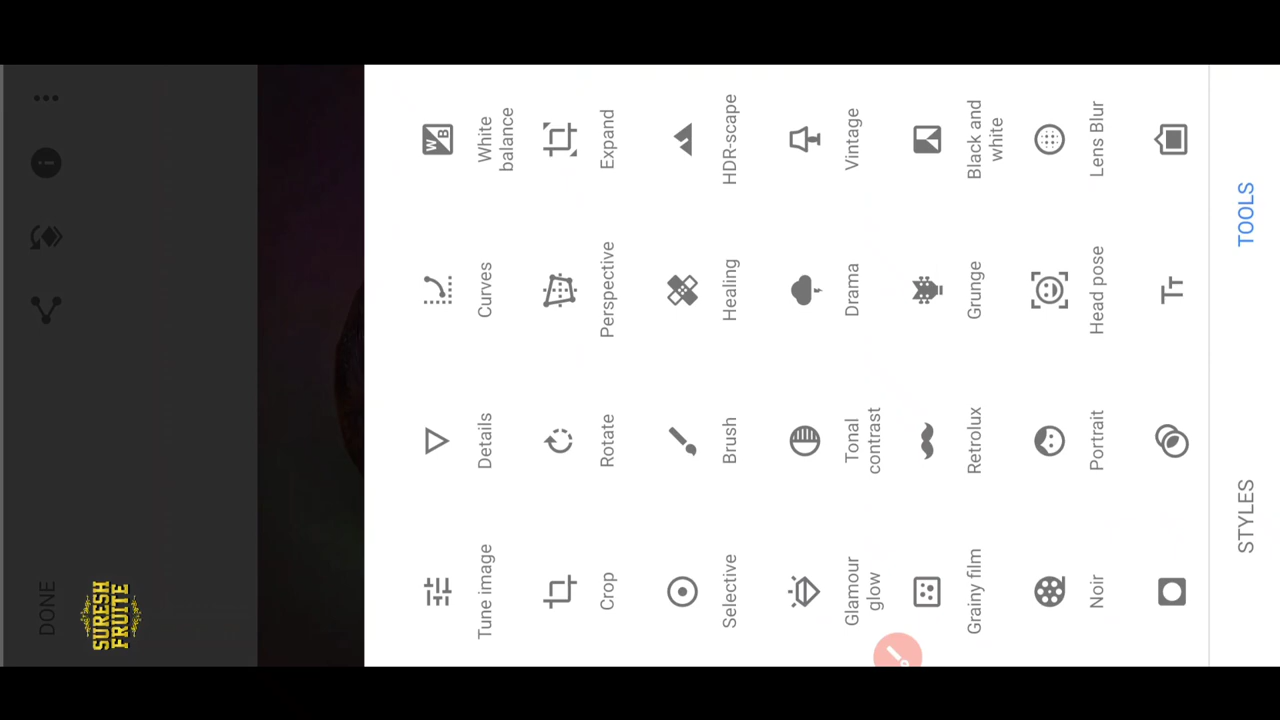 DONE
SURESH
FRUITE
Tune image
Details
Curves
White
balance
Crop
Rotate
Perspective
Expand
Selective
Brush
Healing
HDR-scape
Glamour
glow
Tonal
contrast
Drama
Vintage
Grainy film
Retrolux
Grunge
Black and
white
Noir
Portrait
Head pose
Lens Blur
STYLES
TOOLS